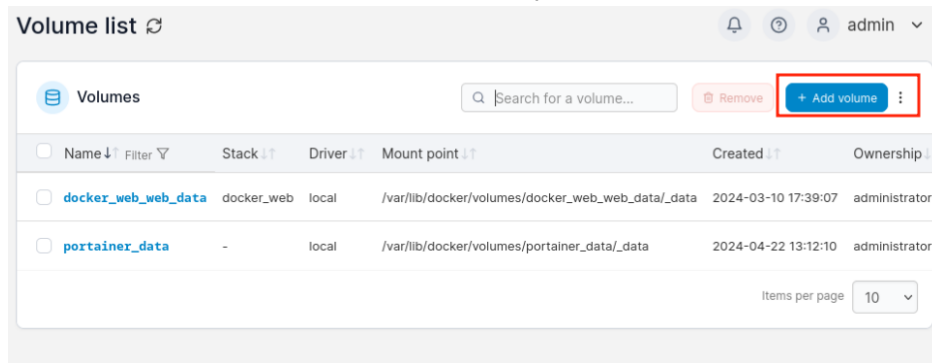 Volume list
admin
Volumes
Search for a volume...
Remove
+ Add volume
Name Filter Stack Driver Mount point Created Ownership
docker_web_web_data docker_web local /var/lib/docker/volumes/docker_web_web_data/_data 2024-03-10 17:39:07 administrator
portainer_data - local /var/lib/docker/volumes/portainer_data/_data 2024-04-22 13:12:10 administrator
Items per page 10